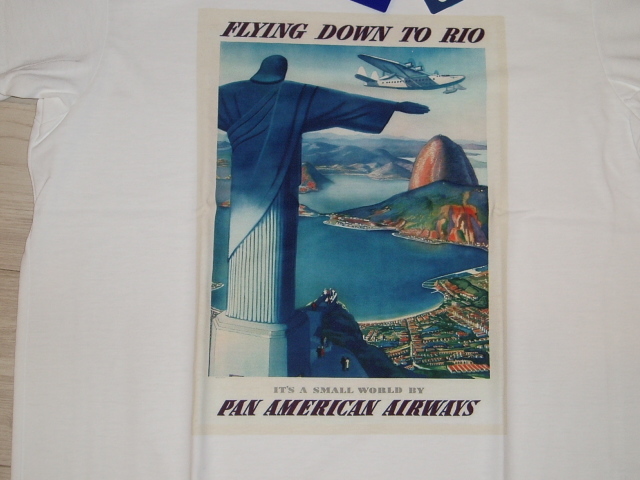 FLYING DOWN TO RIO
IT'S A SMALL WORLD BY
PAN AMERICAN AIRWAYS